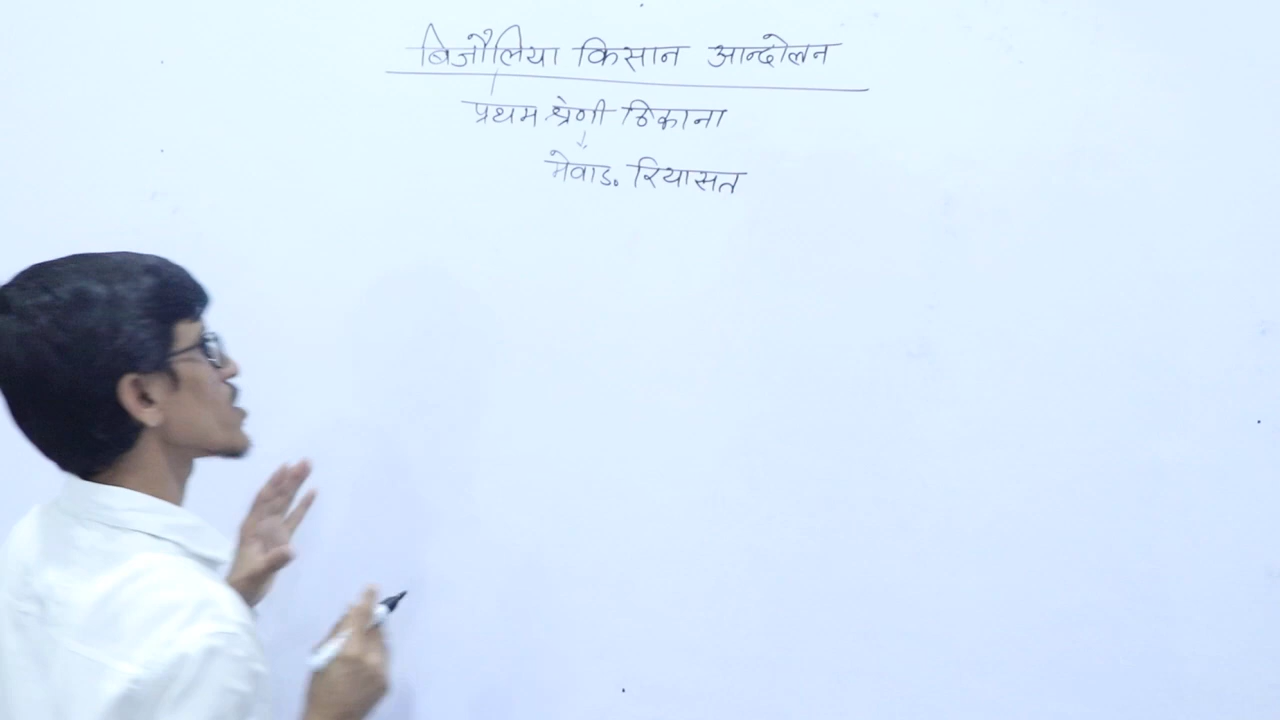 बिजौलिया किसान आन्दोलन
प्रथम श्रेणी ठिकाना
मेवाड़ रियासत